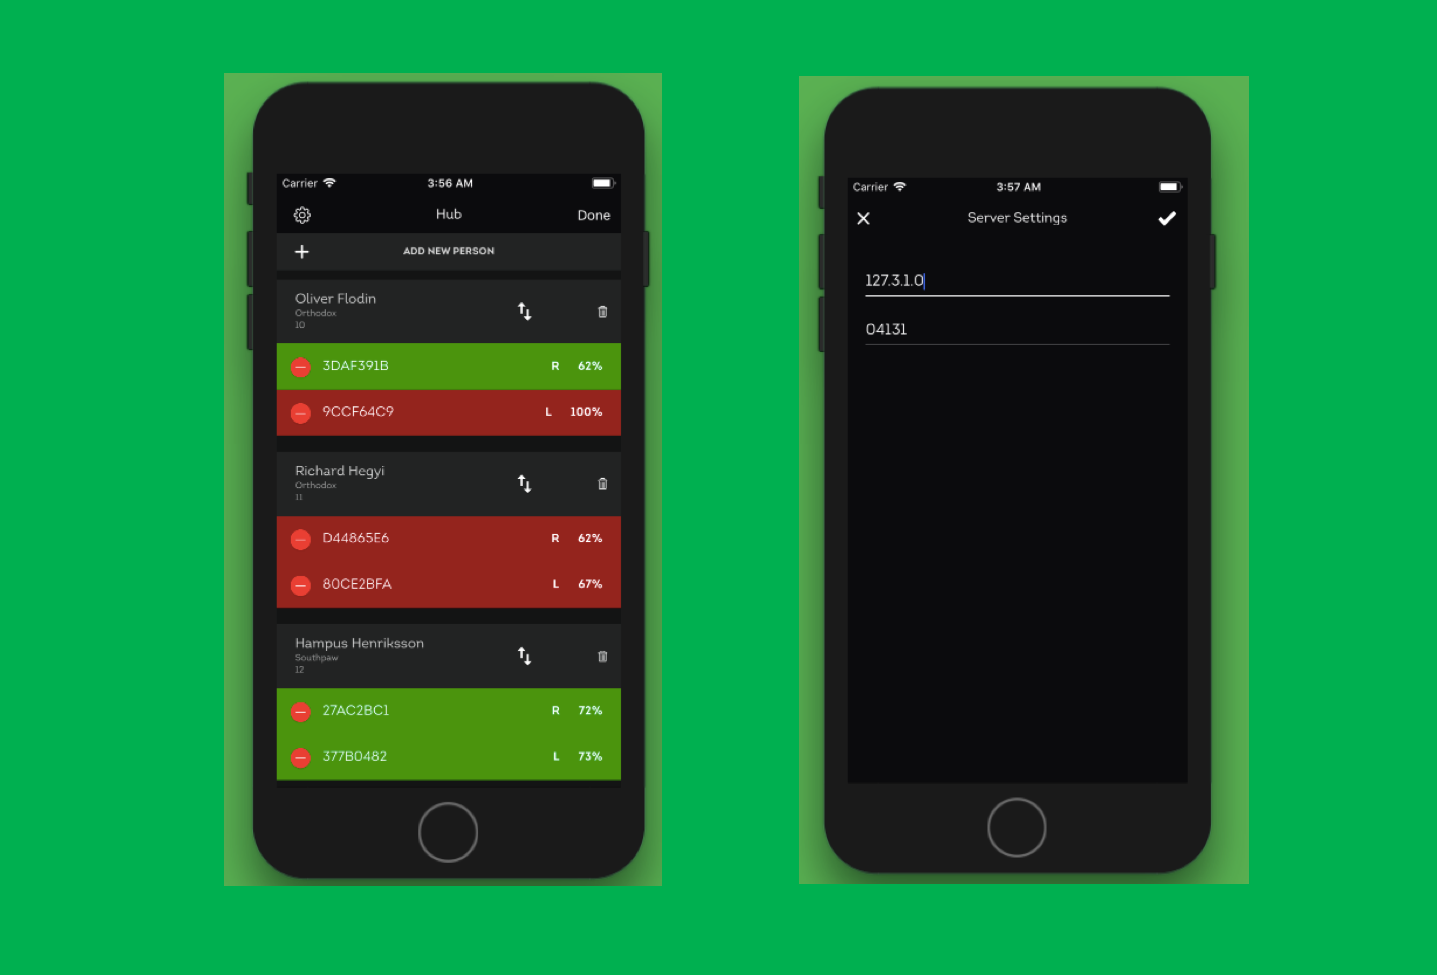 Carrier 3:56 AM
Hub Done
ADD NEW PERSON
Oliver Flodin
Orthodox
10
3DAF391B R 62%
9CCF64C9 L 100%
Richard Hegyi
Orthodox
11
D44865E6 R 62%
80CE2BFA L 67%
Hampus Henriksson
Southpaw
12
27AC2BC1 R 72%
377B0482 L 73%
Carrier 3:57 AM
Server Settings
127.3.1.0
04131